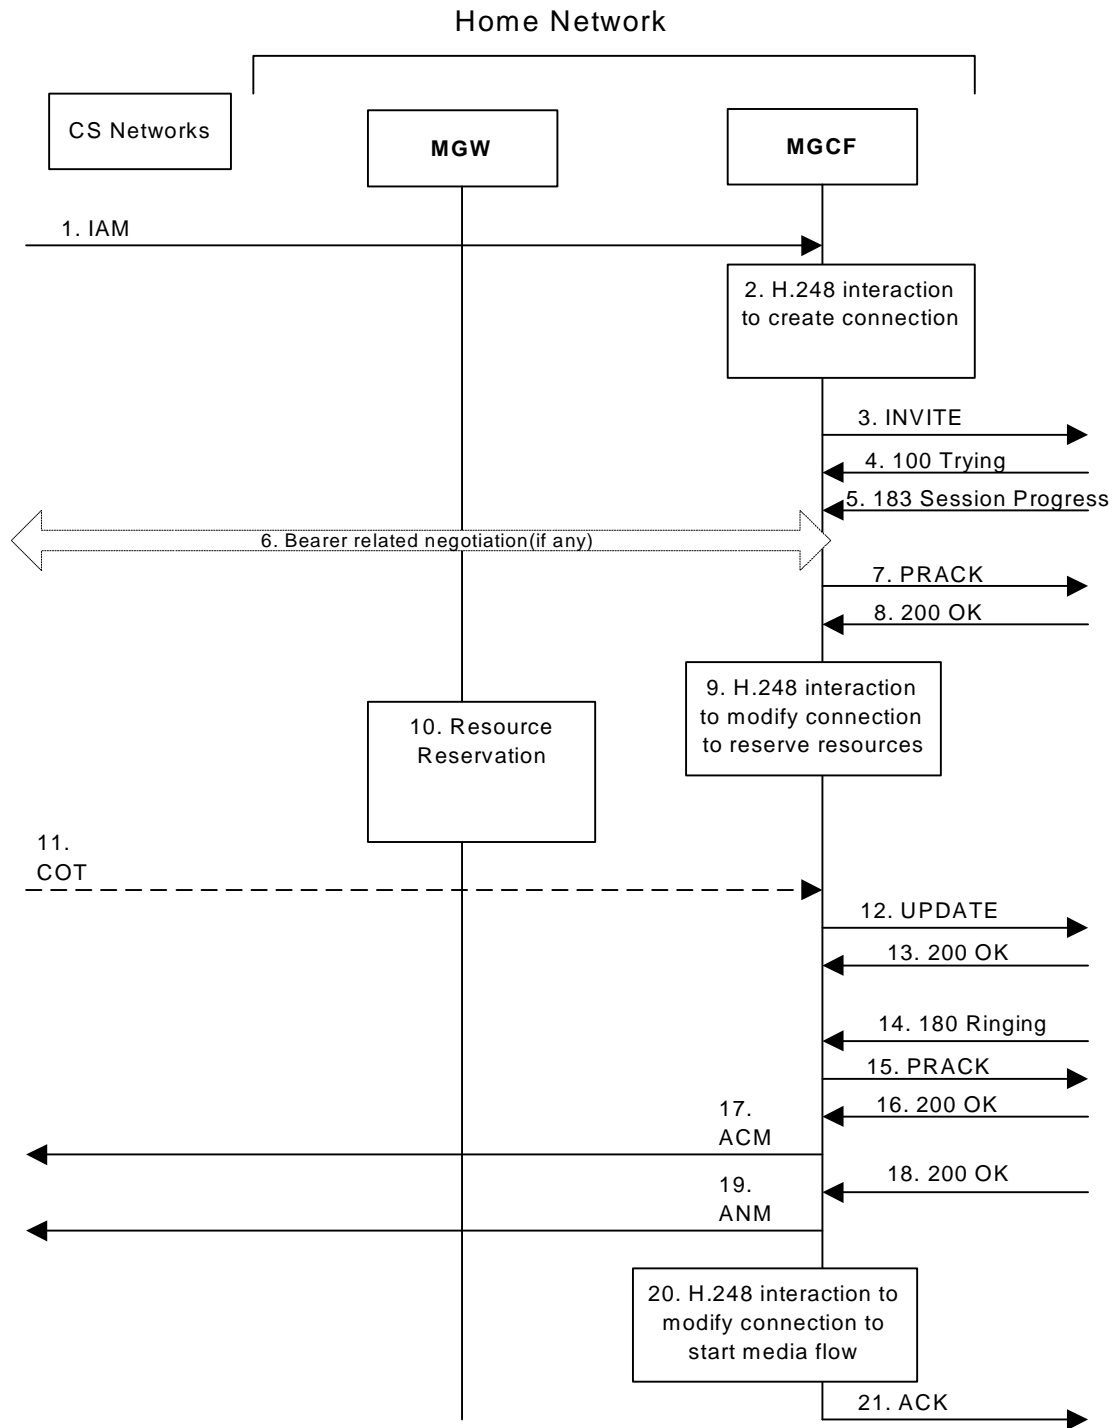 Home Network
CS Networks
MGW
MGCF
1. IAM
2. H.248 interaction
to create connection
3. INVITE
4. 100 Trying
5. 183 Session Progress
6. Bearer related negotiation(if any)
7. PRACK
8. 200 OK
9. H.248 interaction
to modify connection
to reserve resources
10. Resource
Reservation
11.
COT
12. UPDATE
13. 200 OK
14. 180 Ringing
15. PRACK
16. 200 OK
17.
ACM
18. 200 OK
19.
ANM
20. H.248 interaction to
modify connection to
start media flow
21. ACK